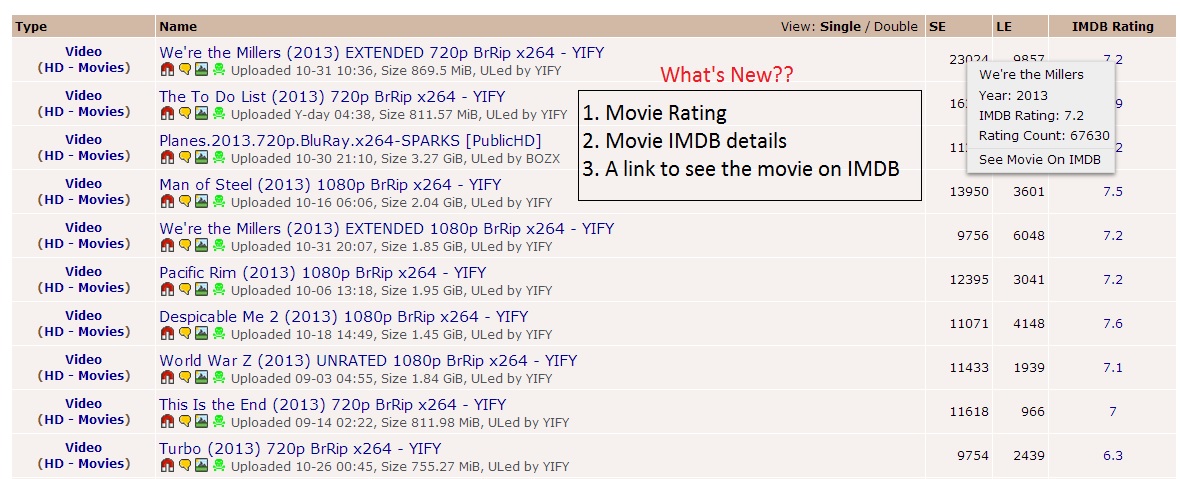 Type Name View: Single / Double SE LE IMDB Rating
Video We're the Millers (2013) EXTENDED 720p BrRip x264 - YIFY
(HD - Movies) Uploaded 10-31 10:36, Size 869.5 MiB, ULed by YIFY
23024 9857 7.2
What's New??
We're the Millers
Year: 2013
IMDB Rating: 7.2
Rating Count: 67630
See Movie On IMDB
1. Movie Rating
2. Movie IMDB details
3. A link to see the movie on IMDB
Video The To Do List (2013) 720p BrRip x264 - YIFY
(HD - Movies) Uploaded Y-day 04:38, Size 811.57 MiB, ULed by YIFY
Video Planes.2013.720p.BluRay.x264-SPARKS [PublicHD]
(HD - Movies) Uploaded 10-30 21:10, Size 3.27 GiB, ULed by BOZX
Video Man of Steel (2013) 1080p BrRip x264 - YIFY
(HD - Movies) Uploaded 10-16 06:06, Size 2.04 GiB, ULed by YIFY
13950 3601 7.5
Video We're the Millers (2013) EXTENDED 1080p BrRip x264 - YIFY
(HD - Movies) Uploaded 10-31 20:07, Size 1.85 GiB, ULed by YIFY
9756 6048 7.2
Video Pacific Rim (2013) 1080p BrRip x264 - YIFY
(HD - Movies) Uploaded 10-06 13:18, Size 1.95 GiB, ULed by YIFY
12395 3041 7.2
Video Despicable Me 2 (2013) 1080p BrRip x264 - YIFY
(HD - Movies) Uploaded 10-18 14:49, Size 1.45 GiB, ULed by YIFY
11071 4148 7.6
Video World War Z (2013) UNRATED 1080p BrRip x264 - YIFY
(HD - Movies) Uploaded 09-03 04:55, Size 1.84 GiB, ULed by YIFY
11433 1939 7.1
Video This Is the End (2013) 720p BrRip x264 - YIFY
(HD - Movies) Uploaded 09-14 02:22, Size 811.98 MiB, ULed by YIFY
11618 966 7
Video Turbo (2013) 720p BrRip x264 - YIFY
(HD - Movies) Uploaded 10-26 00:45, Size 755.27 MiB, ULed by YIFY
9754 2439 6.3